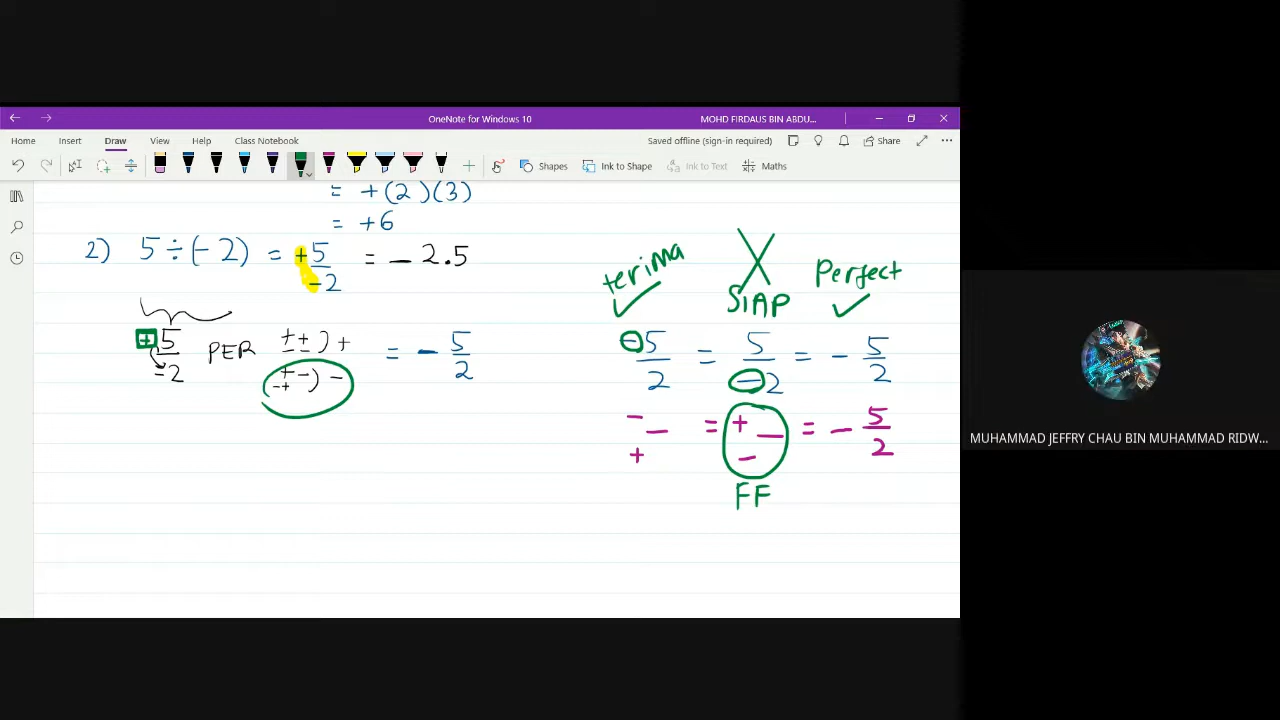 OneNote for Windows 10
MOHD FIRDAUS BIN ABDU...
Home Insert Draw View Help Class Notebook
Saved offline (sign-in required)
Share
Shapes
Ink to Shape
Ink to Text
Maths
= +(2)(3)
= +6
2) 5 ÷ (-2) = +5/-2 = -2.5
+5/-2 PER ++)+ = - 5/2
-+)-
terima
SIAP
Perfect
-5/2 = 5/-2 = - 5/2
-/+ - = +/- - = - 5/2
FF
MUHAMMAD JEFFRY CHAU BIN MUHAMMAD RIDW...